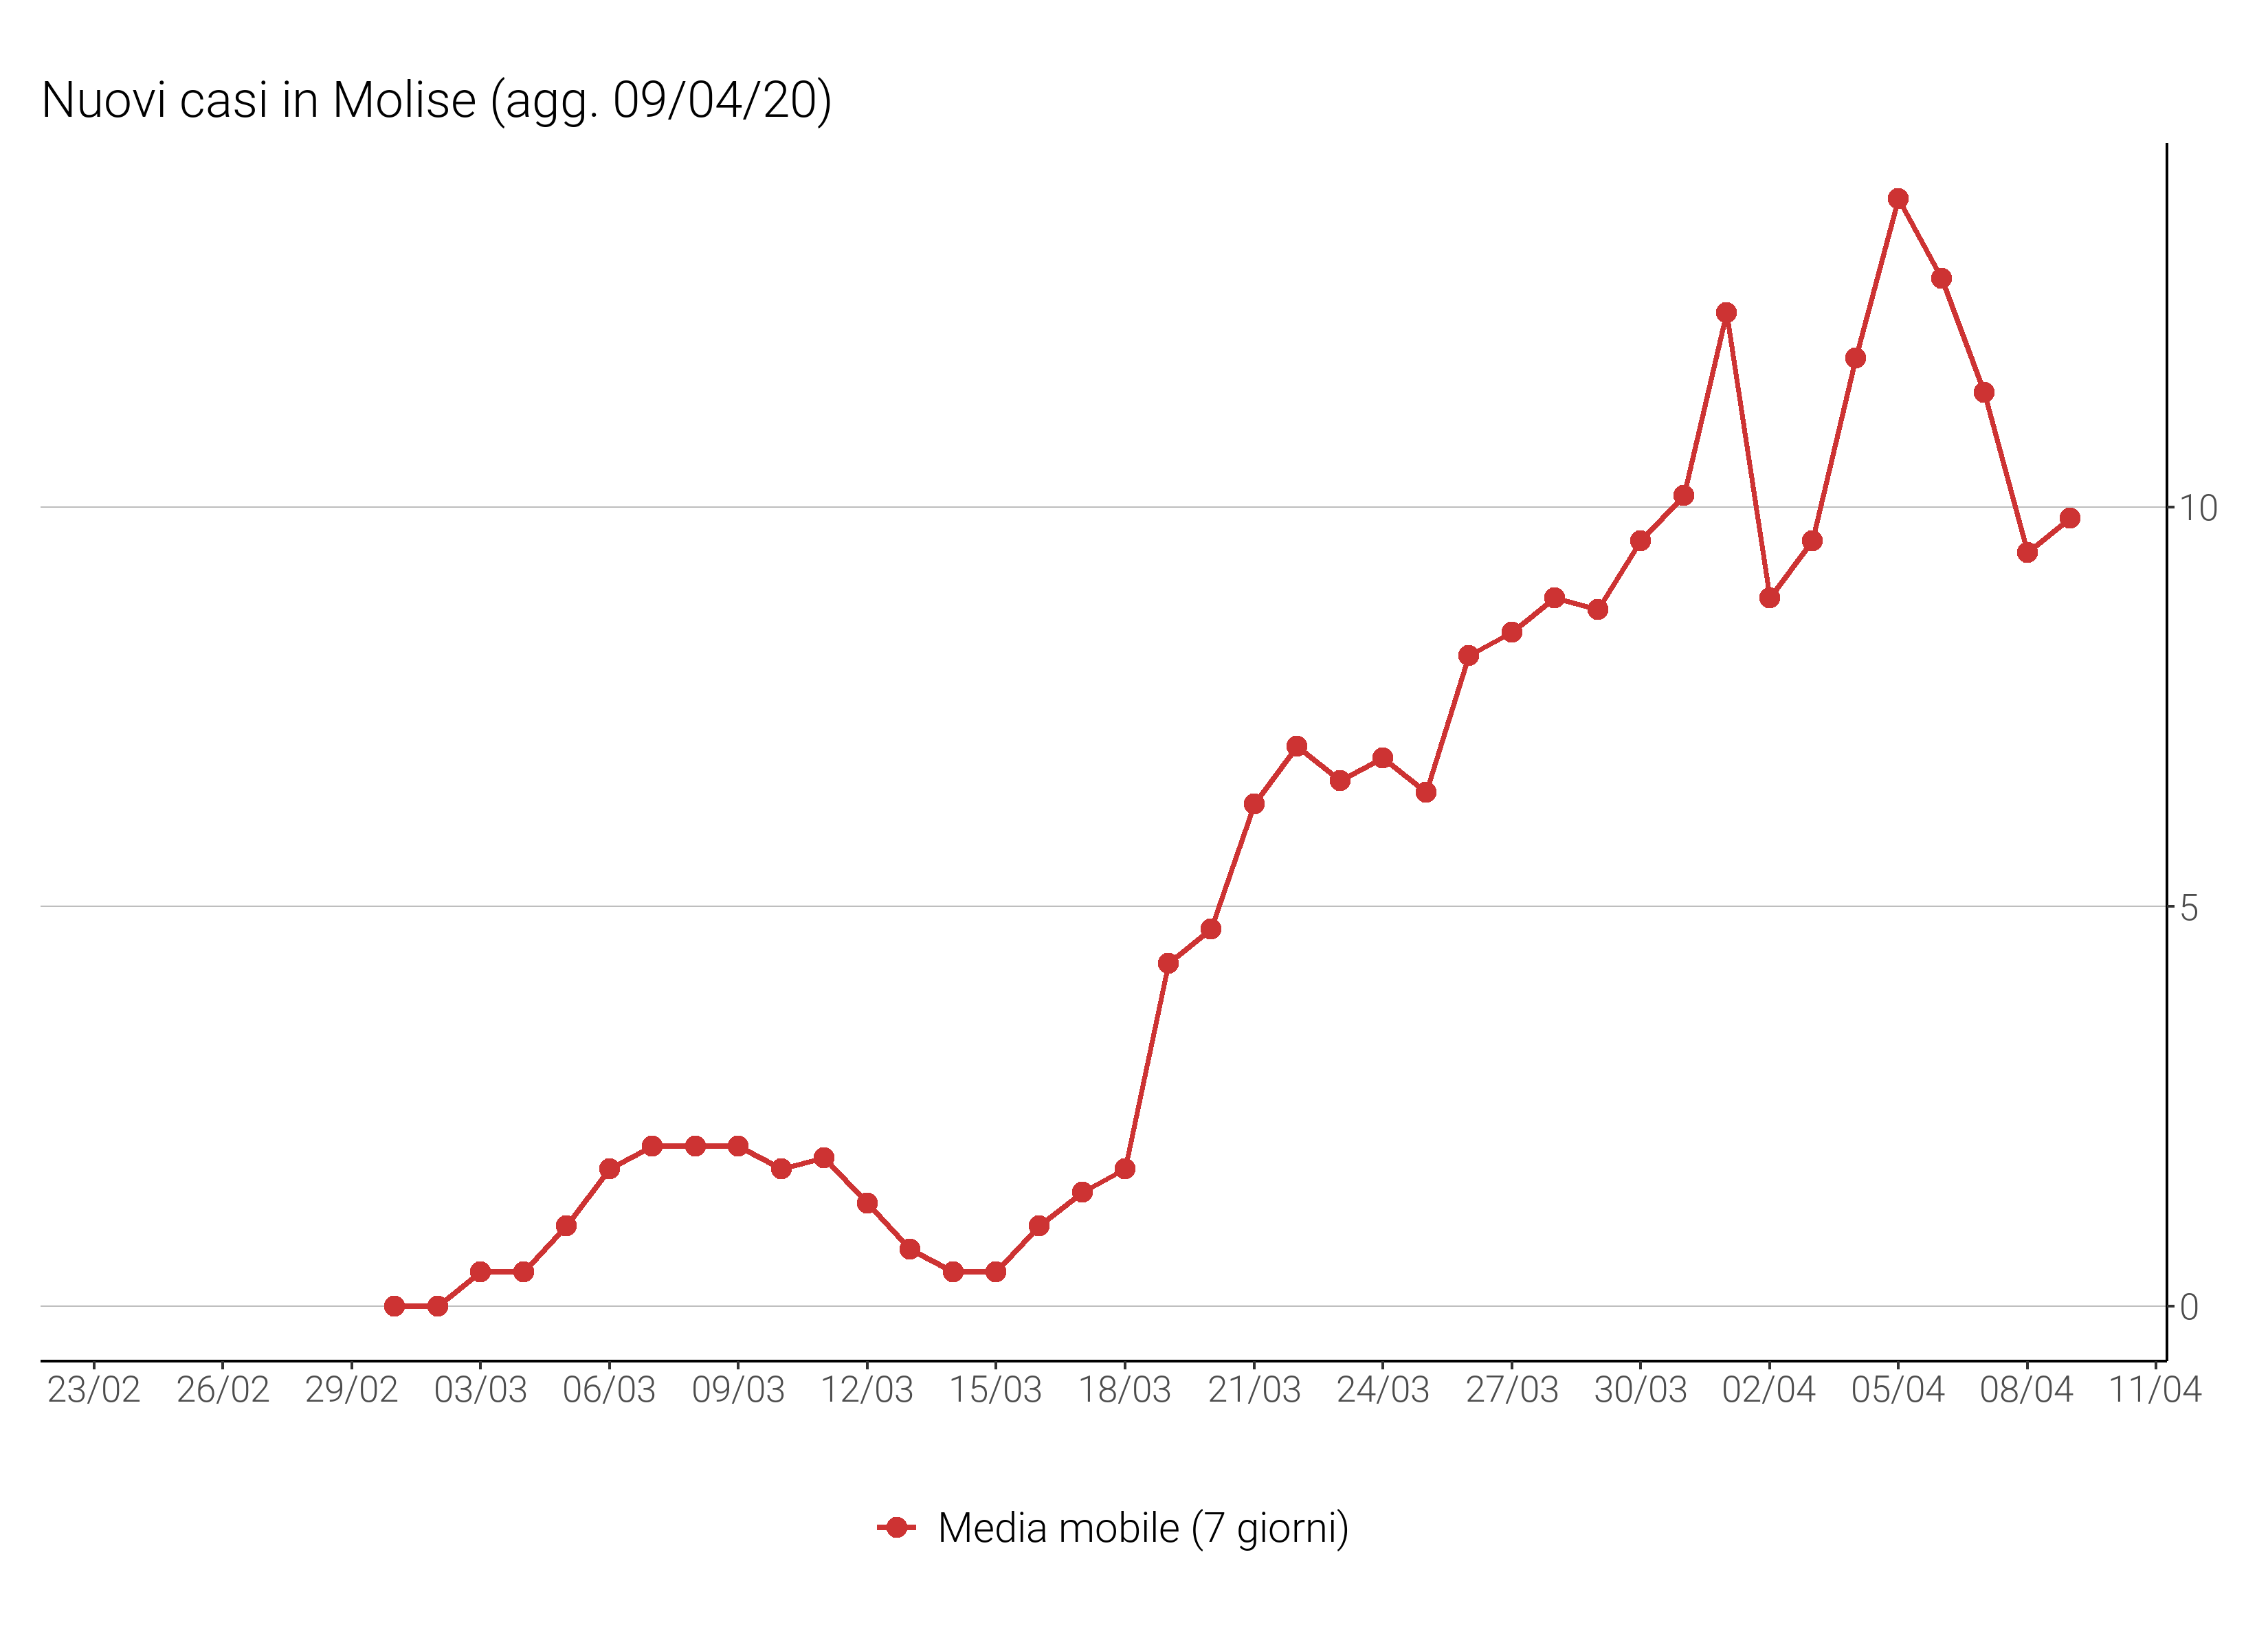 Nuovi casi in Molise (agg. 09/04/20)
10
5
0
23/02 26/02 29/02 03/03 06/03 09/03 12/03 15/03 18/03 21/03 24/03 27/03 30/03 02/04 05/04 08/04 11/04
Media mobile (7 giorni)